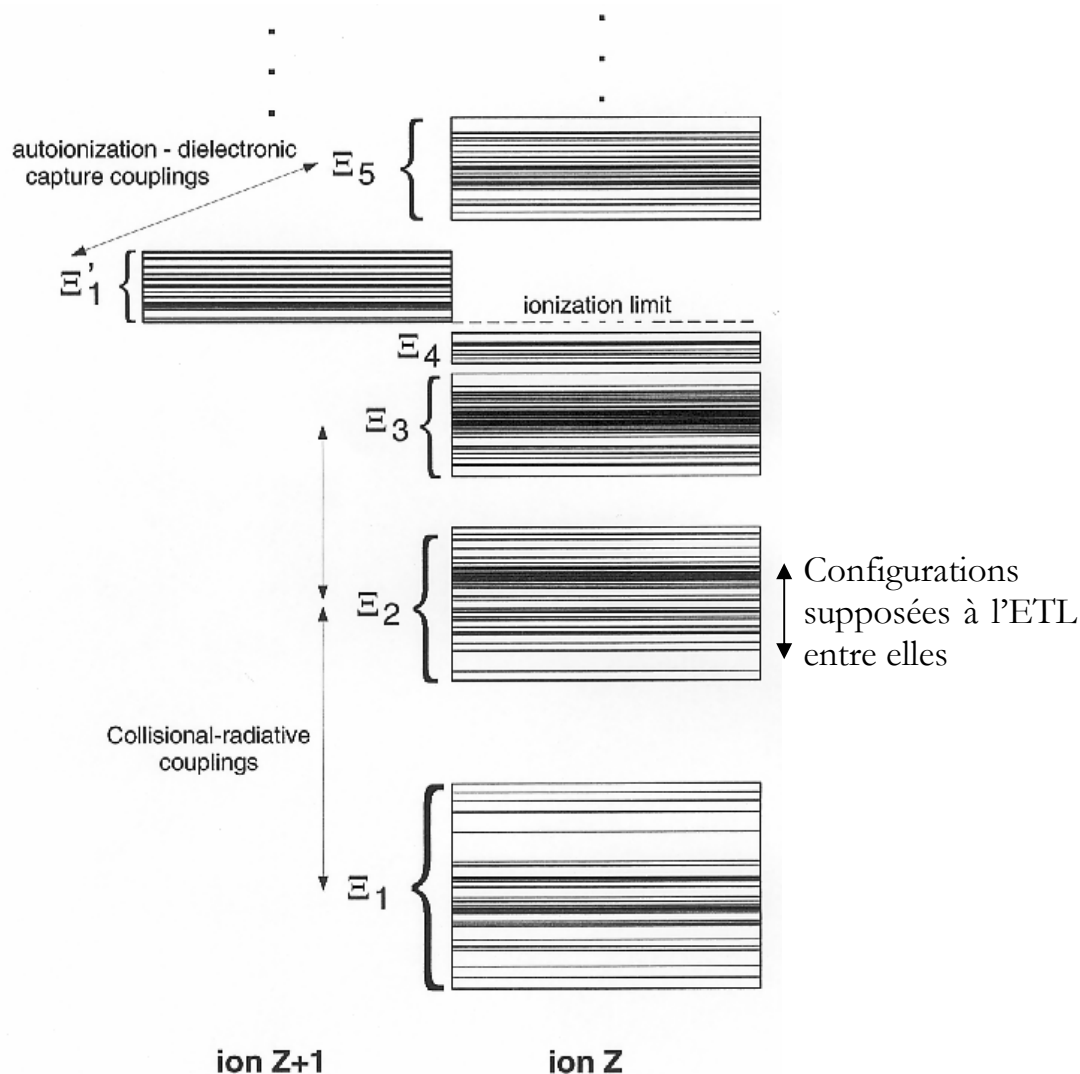 autoionization - dielectronic
capture couplings
Ξ5
Ξ'1
ionization limit
Ξ4
Ξ3
Ξ2
Configurations
supposées à l'ETL
entre elles
Collisional-radiative
couplings
Ξ1
ion Z+1
ion Z